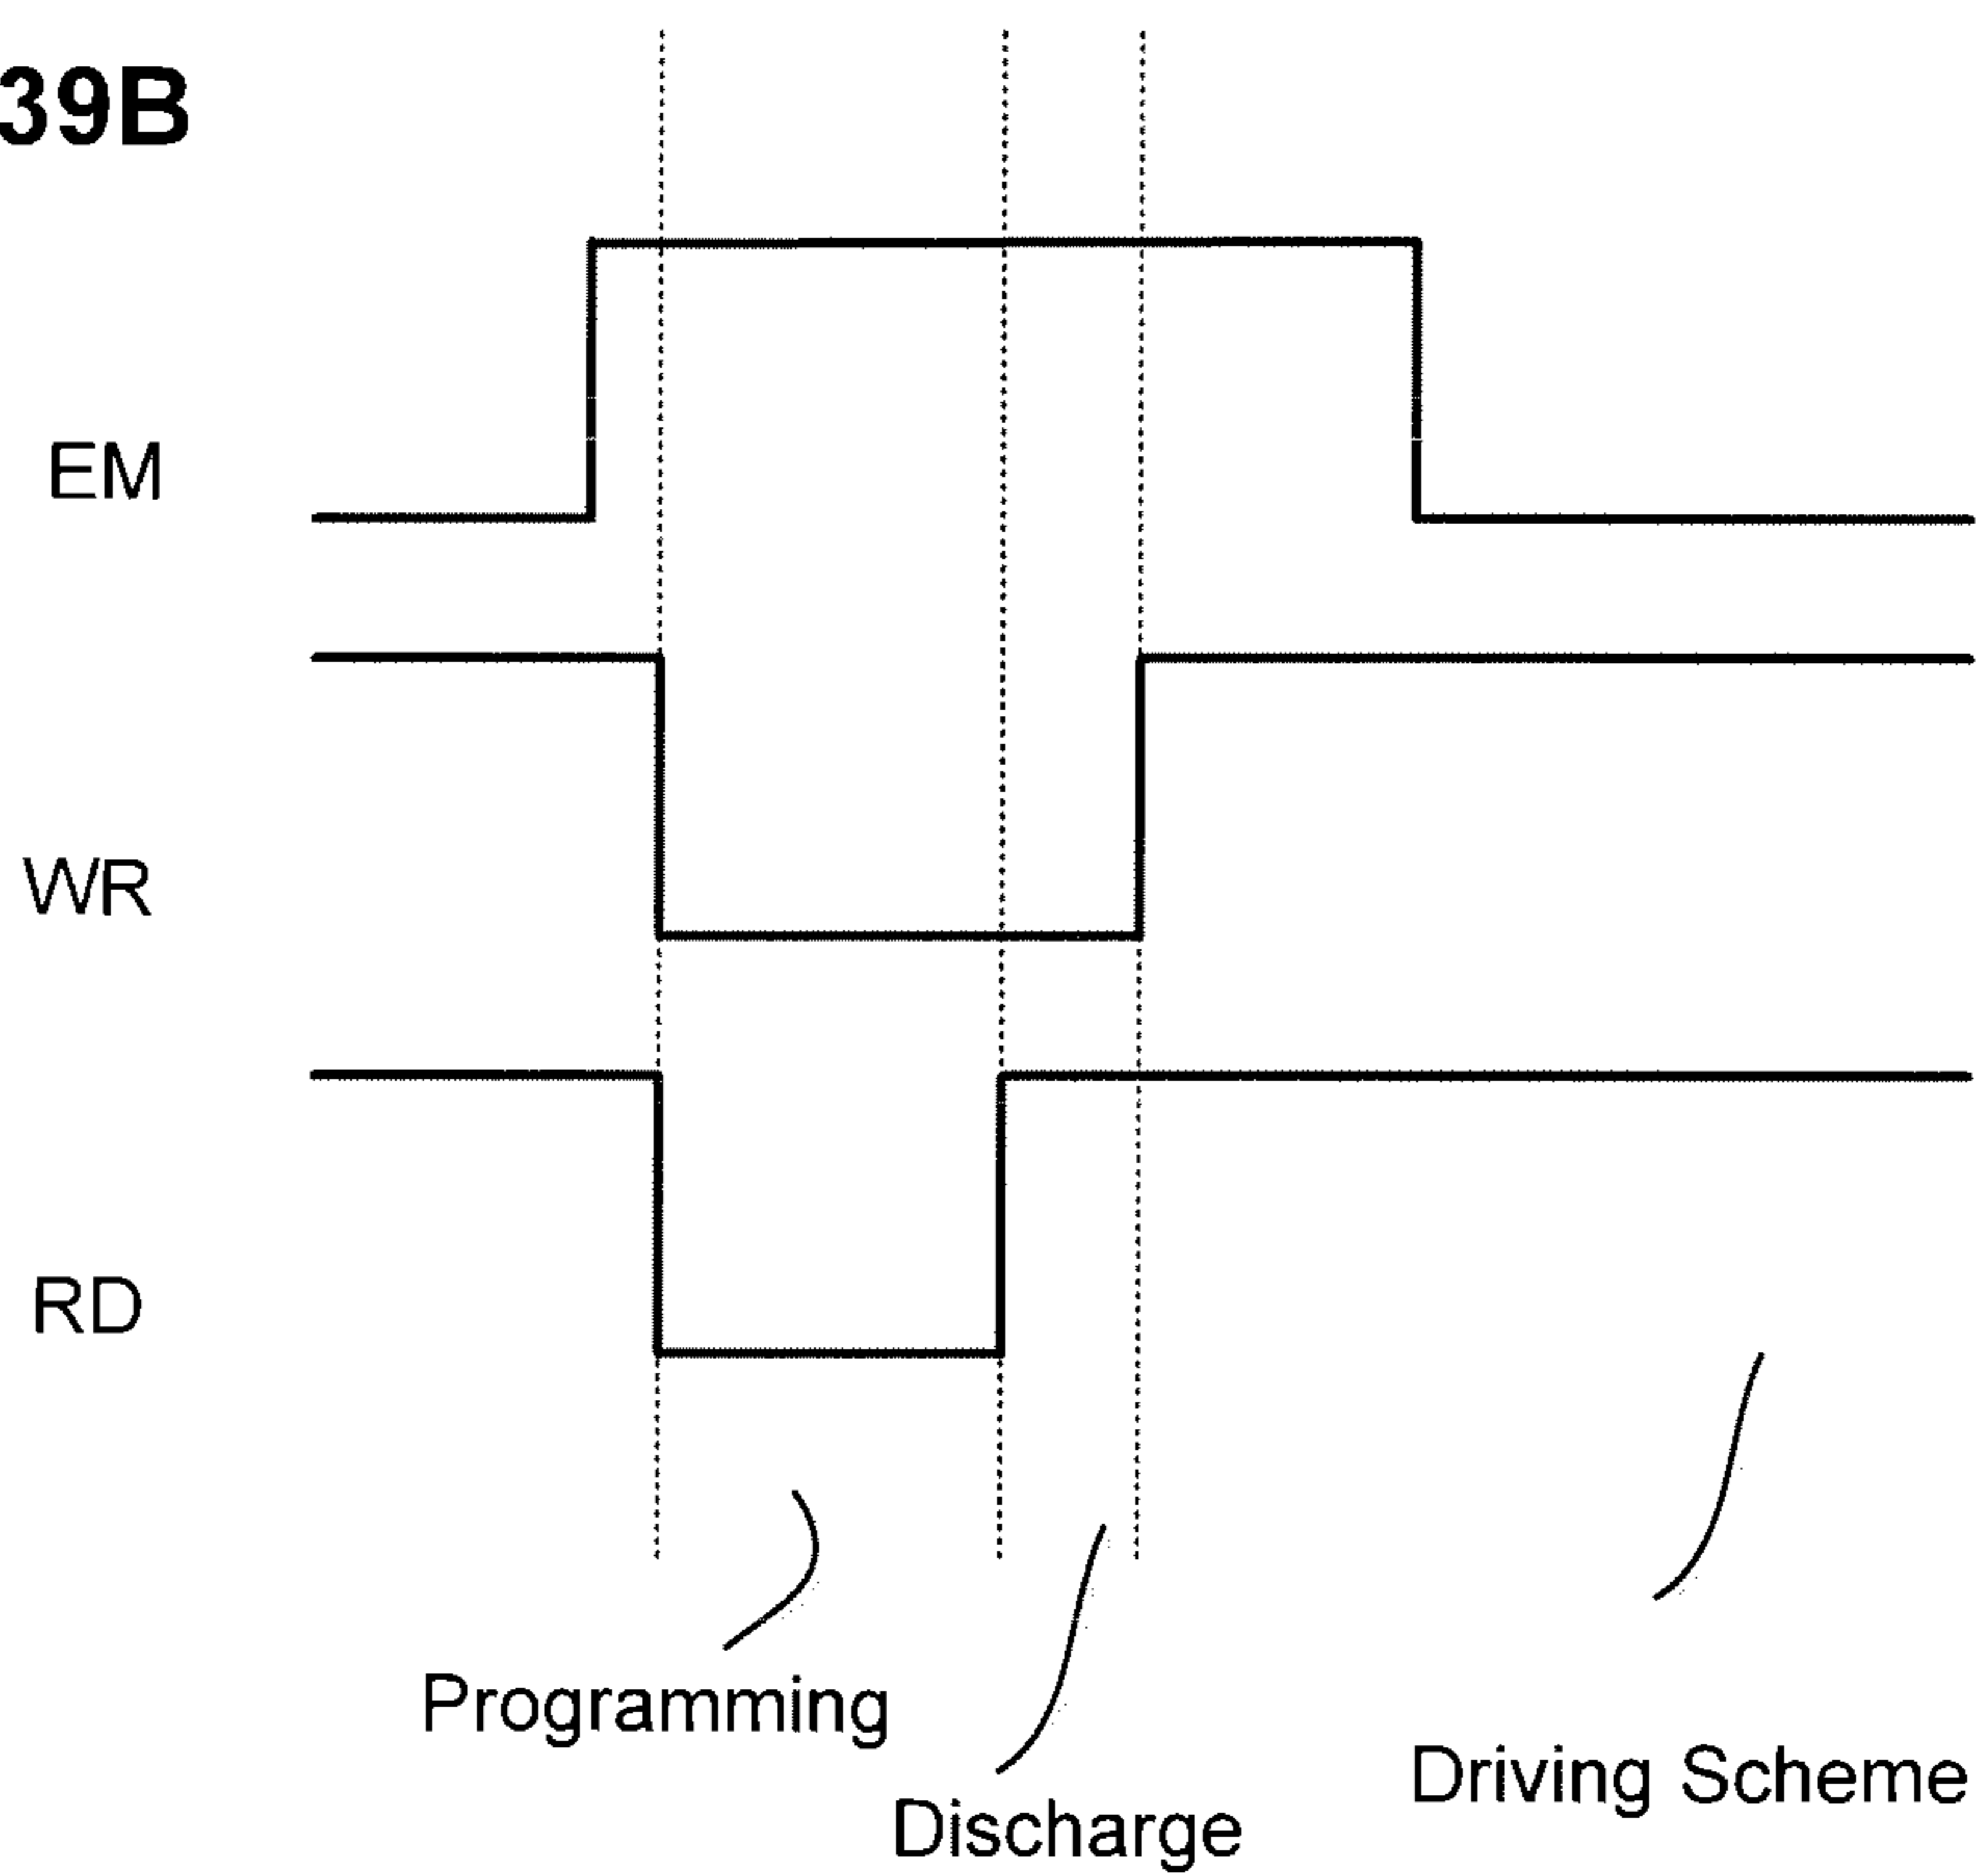 39B
EM
WR
RD
Programming
Discharge
Driving Scheme